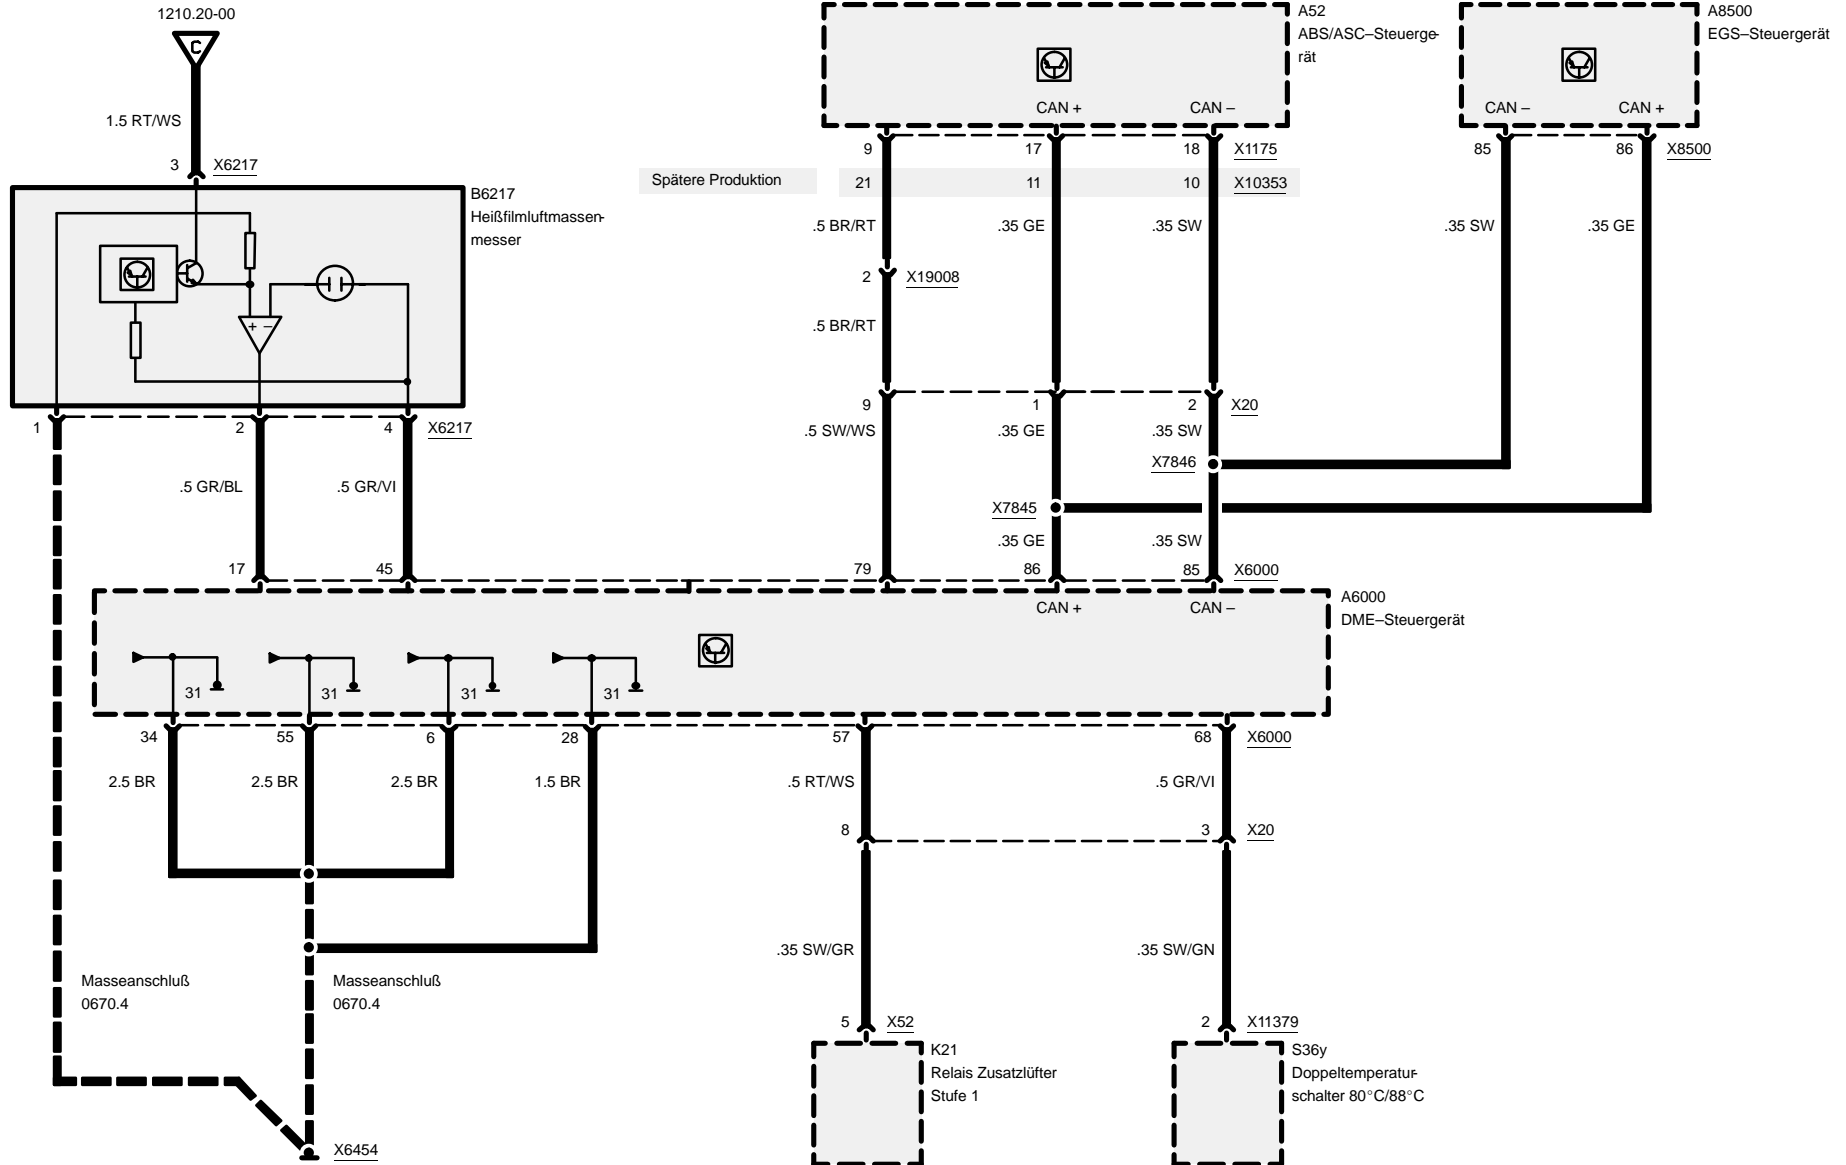 1210.20-00
C
1.5 RT/WS
3 X6217
B6217
Heißfilmluftmassen-
messer
+ –
1 2 4 X6217
.5 GR/BL .5 GR/VI
17 45
A52
ABS/ASC–Steuerge-
rät
CAN + CAN –
9 17 18 X1175
Spätere Produktion 21 11 10 X10353
.5 BR/RT .35 GE .35 SW
2 X19008
.5 BR/RT
9 1 2 X20
.5 SW/WS .35 GE .35 SW
X7846
X7845
.35 GE .35 SW
79 86 85 X6000
A8500
EGS–Steuergerät
CAN – CAN +
85 86 X8500
.35 SW .35 GE
A6000
DME–Steuergerät
CAN + CAN –
31 31 31 31
34 55 6 28 57 68 X6000
2.5 BR 2.5 BR 2.5 BR 1.5 BR .5 RT/WS .5 GR/VI
8 3 X20
.35 SW/GR .35 SW/GN
Masseanschluß
0670.4
Masseanschluß
0670.4
5 X52 2 X11379
K21
Relais Zusatzlüfter
Stufe 1
S36y
Doppeltemperatur-
schalter 80°C/88°C
X6454